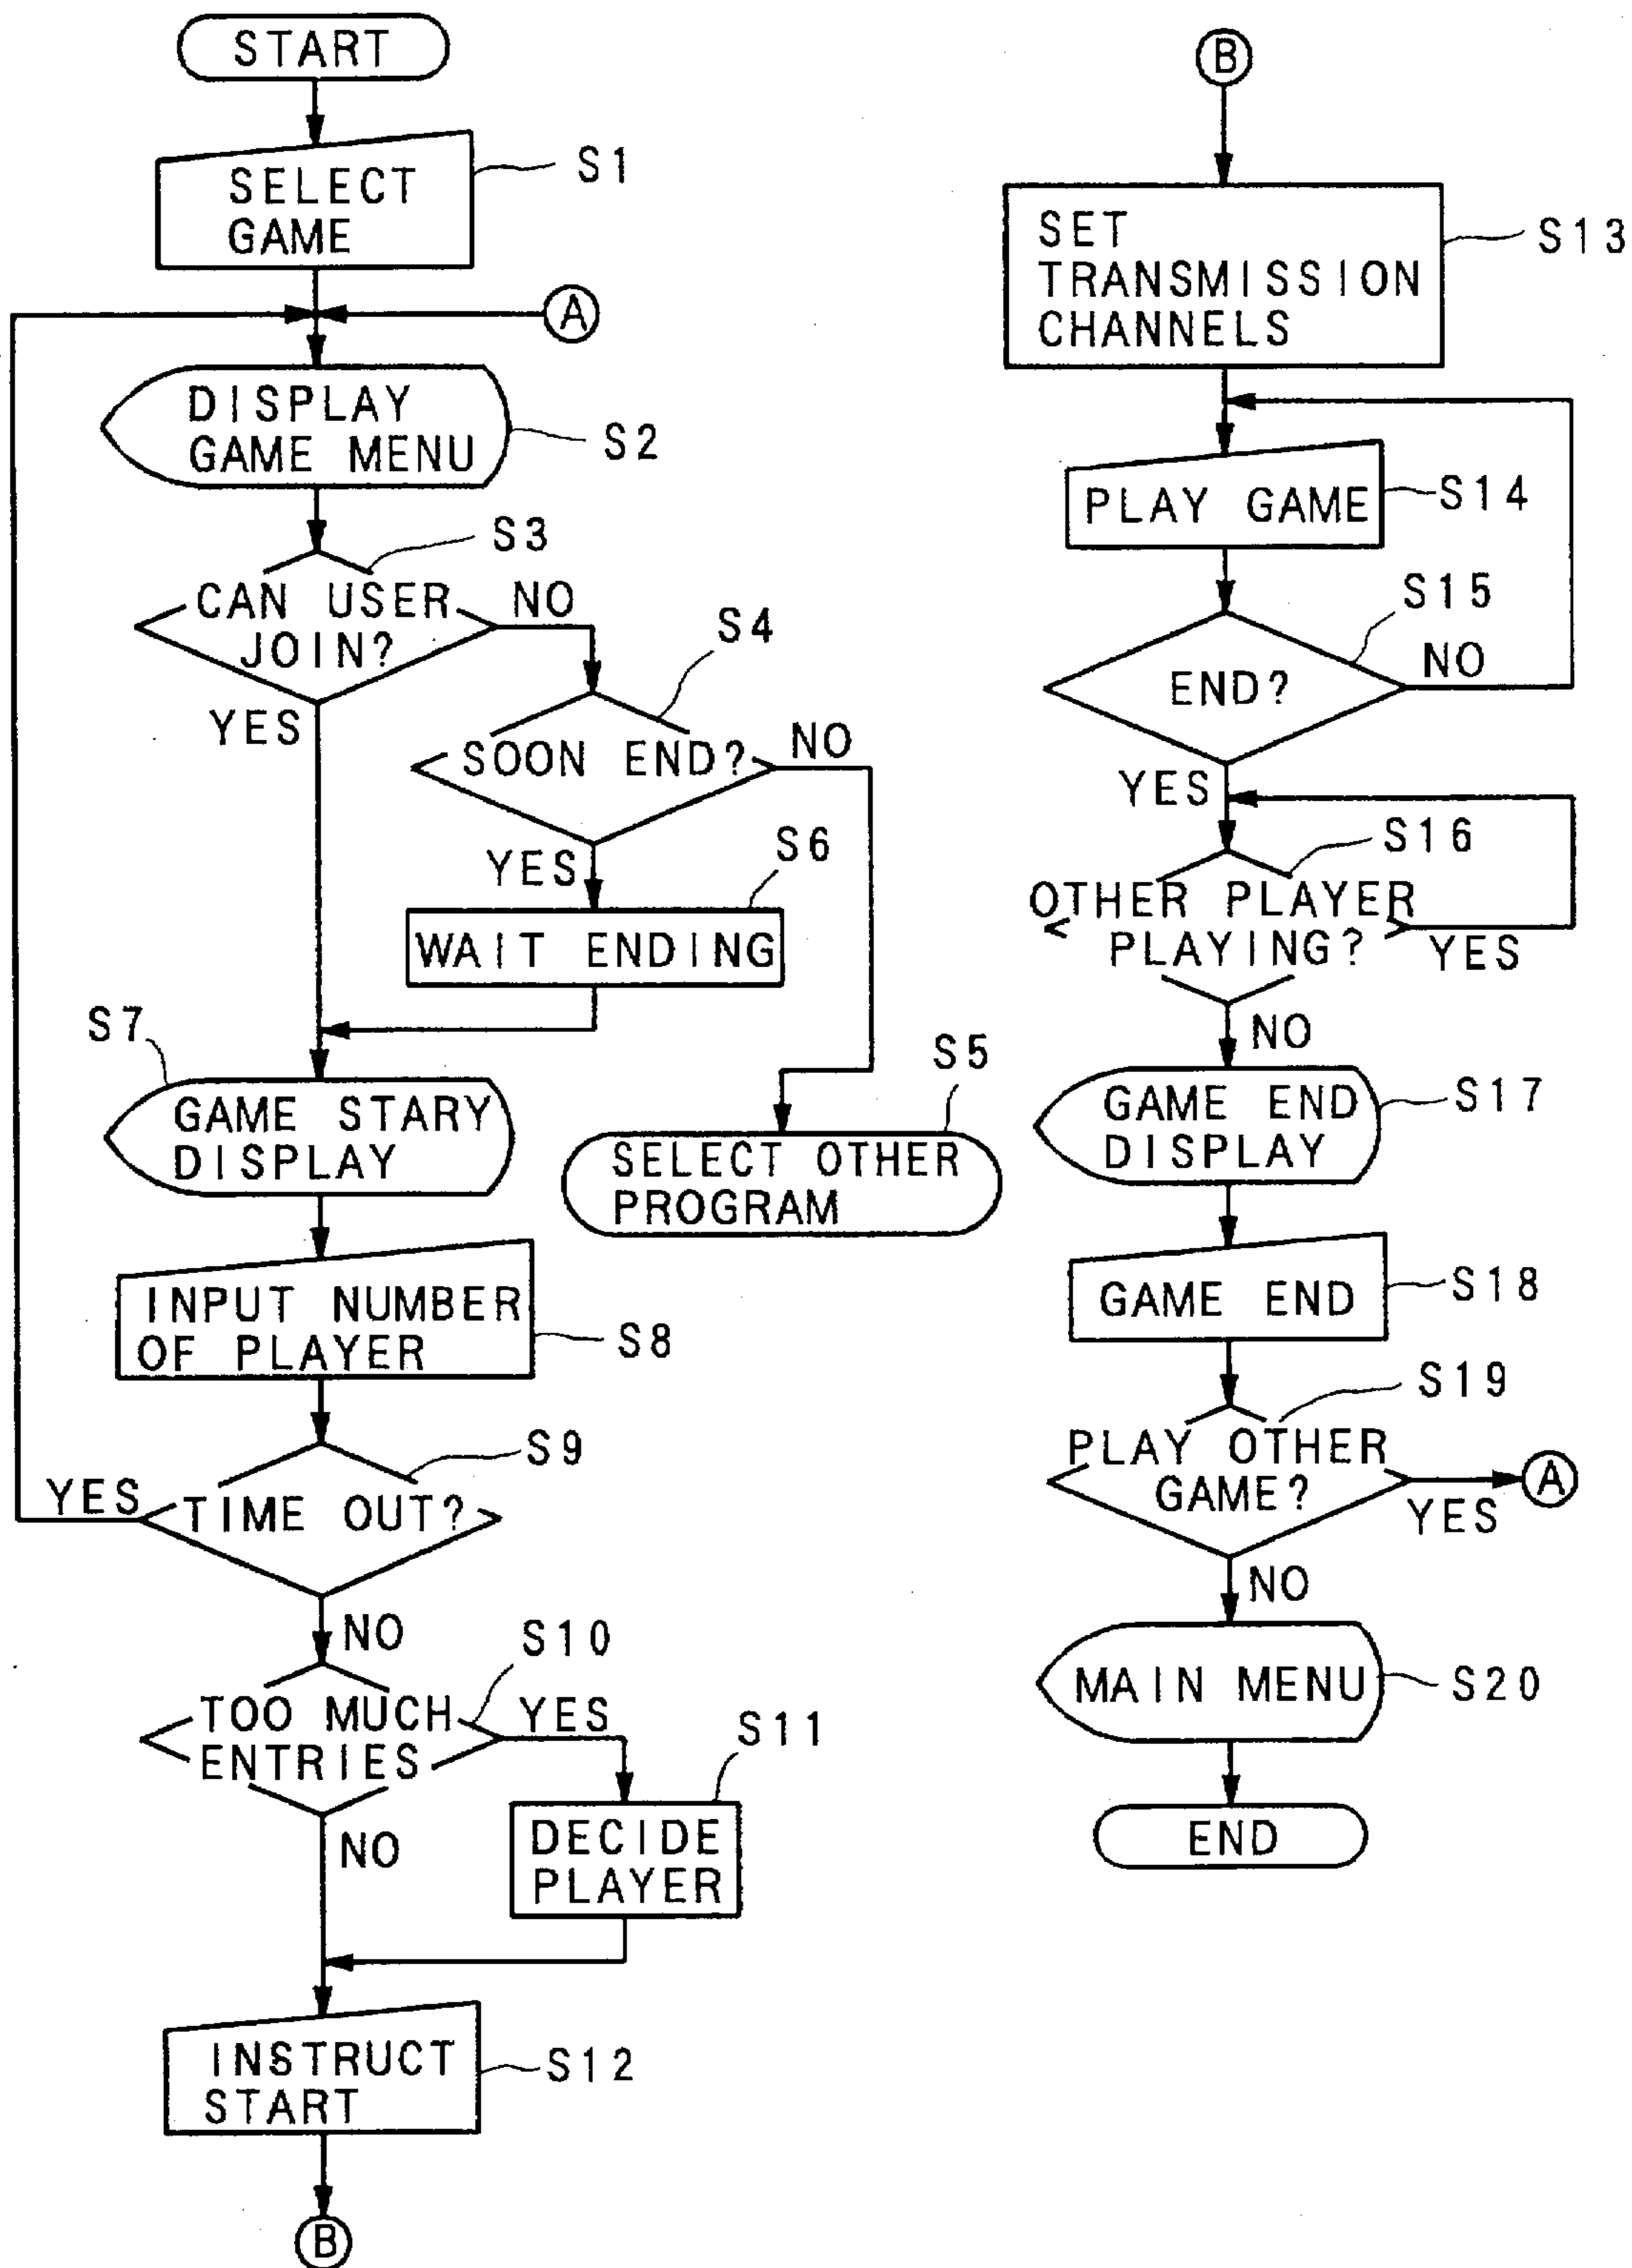 START
SELECT
GAME
S1
A
DISPLAY
GAME MENU
S2
S3
CAN USER
JOIN?
NO
YES
S4
SOON END?
NO
YES
S6
WAIT ENDING
S7
GAME STARY
DISPLAY
S5
SELECT OTHER
PROGRAM
INPUT NUMBER
OF PLAYER
S8
S9
YES
TIME OUT?
NO
S10
TOO MUCH
ENTRIES
YES
NO
S11
DECIDE
PLAYER
INSTRUCT
START
S12
B
B
SET
TRANSMISSION
CHANNELS
S13
PLAY GAME
S14
S15
END?
NO
YES
S16
OTHER PLAYER
PLAYING?
YES
NO
GAME END
DISPLAY
S17
GAME END
S18
S19
PLAY OTHER
GAME?
A
YES
NO
MAIN MENU
S20
END